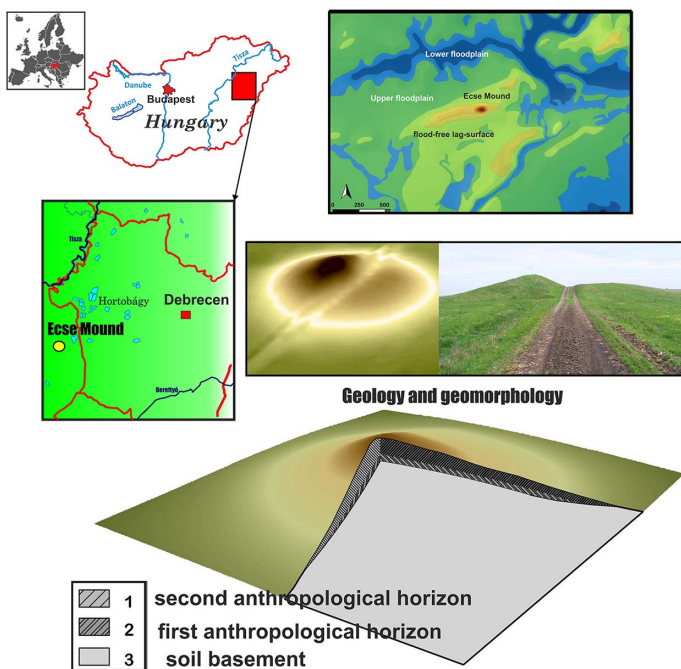 Tisza
Danube
Budapest
Balaton
Hungary
Lower floodplain
Ecse Mound
Upper floodplain
flood-free lag-surface
0 250 500
Tisza
Hortobágy
Debrecen
Ecse Mound
Berettyó
Geology and geomorphology
1 second anthropological horizon
2 first anthropological horizon
3 soil basement